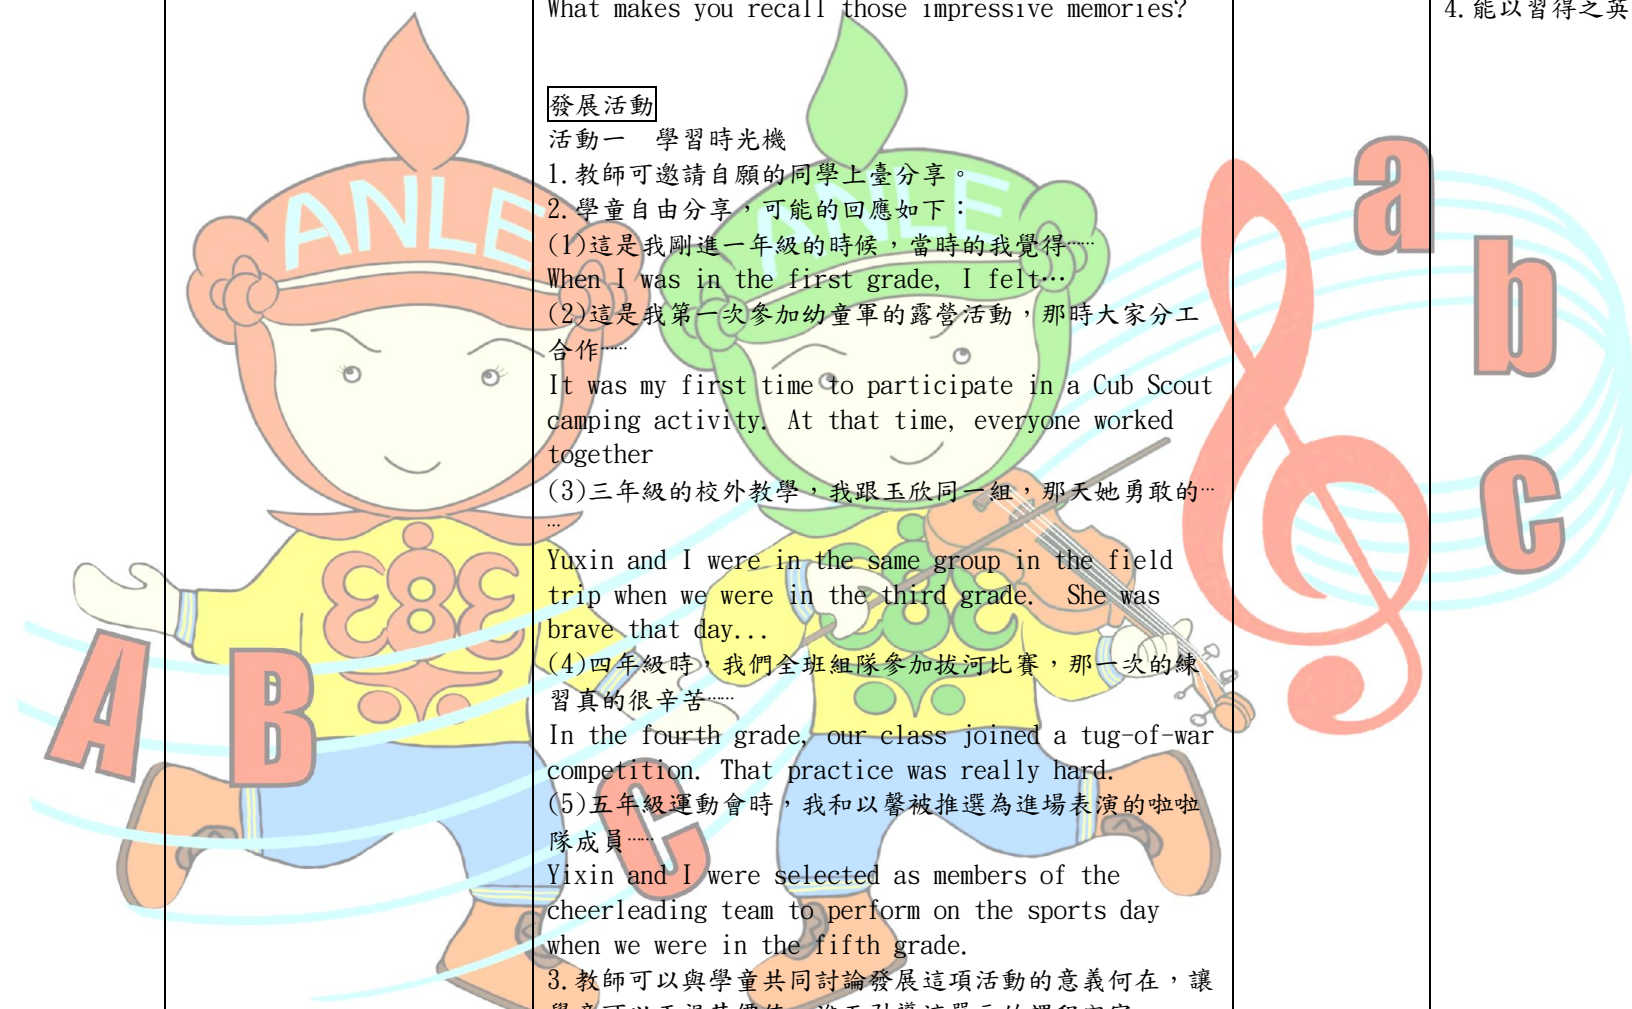 What makes you recall those impressive memories?
4.能以習得之英
發展活動
活動一　學習時光機
1.教師可邀請自願的同學上臺分享。
2.學童自由分享，可能的回應如下：
(1)這是我剛進一年級的時候，當時的我覺得……
When I was in the first grade, I felt…
(2)這是我第一次參加幼童軍的露營活動，那時大家分工
合作……
It was my first time to participate in a Cub Scout
camping activity. At that time, everyone worked
together
(3)三年級的校外教學，我跟玉欣同一組，那天她勇敢的…
…
Yuxin and I were in the same group in the field
trip when we were in the third grade.  She was
brave that day...
(4)四年級時，我們全班組隊參加拔河比賽，那一次的練
習真的很辛苦……
In the fourth grade, our class joined a tug-of-war
competition. That practice was really hard.
(5)五年級運動會時，我和以馨被推選為進場表演的啦啦
隊成員……
Yixin and I were selected as members of the
cheerleading team to perform on the sports day
when we were in the fifth grade.
3.教師可以與學童共同討論發展這項活動的意義何在，讓
ANLE
ANLE
A
B
C
a
b
c